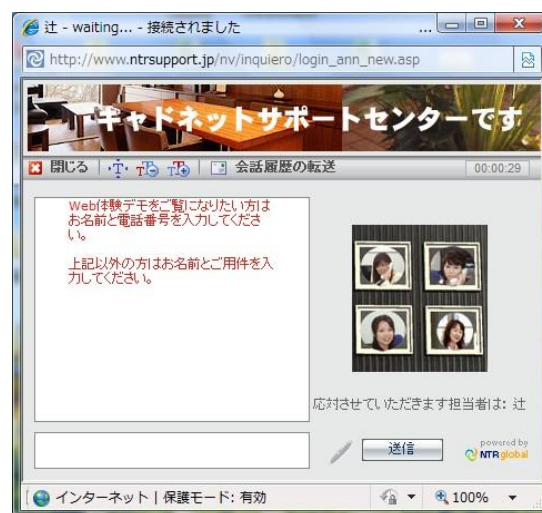 辻 - waiting... - 接続されました ...
http://www.ntrsupport.jp/nv/inquiero/login_ann_new.asp
キャドネットサポートセンターです
閉じる T T T 会話履歴の転送 00:00:29
Web体験デモをご覧になりたい方は
お名前と電話番号を入力してくださ
い。
上記以外の方はお名前とご用件を入
力してください。
応対させていただきます担当者は: 辻
送信
powered by
NTRglobal
インターネット | 保護モード: 有効
100%